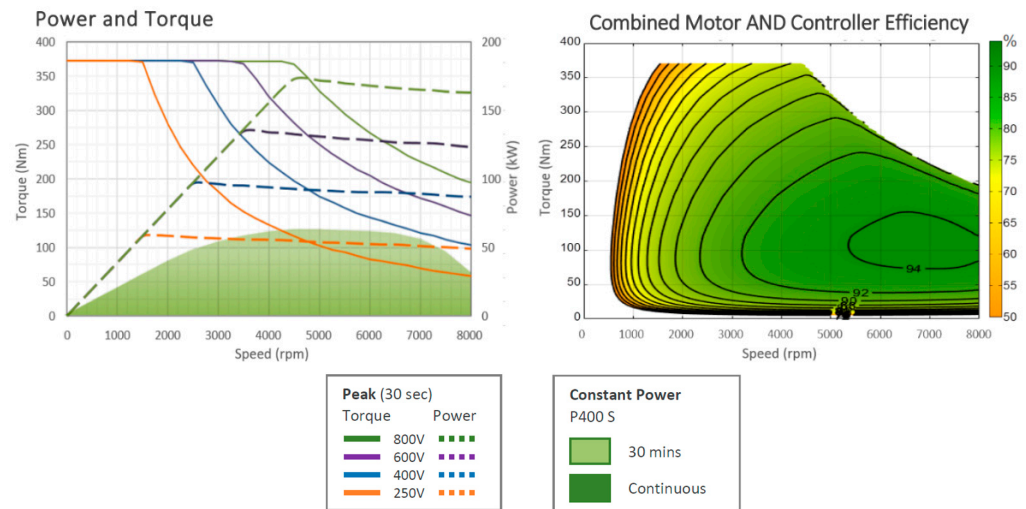 Power and Torque
400
350
300
250
200
150
100
50
0
Torque (Nm)
200
150
100
50
0
Power (kW)
0 1000 2000 3000 4000 5000 6000 7000 8000
Speed (rpm)
Combined Motor AND Controller Efficiency
400
350
300
250
200
150
100
50
0
Torque (Nm)
94
92
90
0 1000 2000 3000 4000 5000 6000 7000 8000
Speed (rpm)
%
90
85
80
75
70
65
60
55
50
Peak (30 sec)
Torque Power
800V
600V
400V
250V
Constant Power
P400 S
30 mins
Continuous